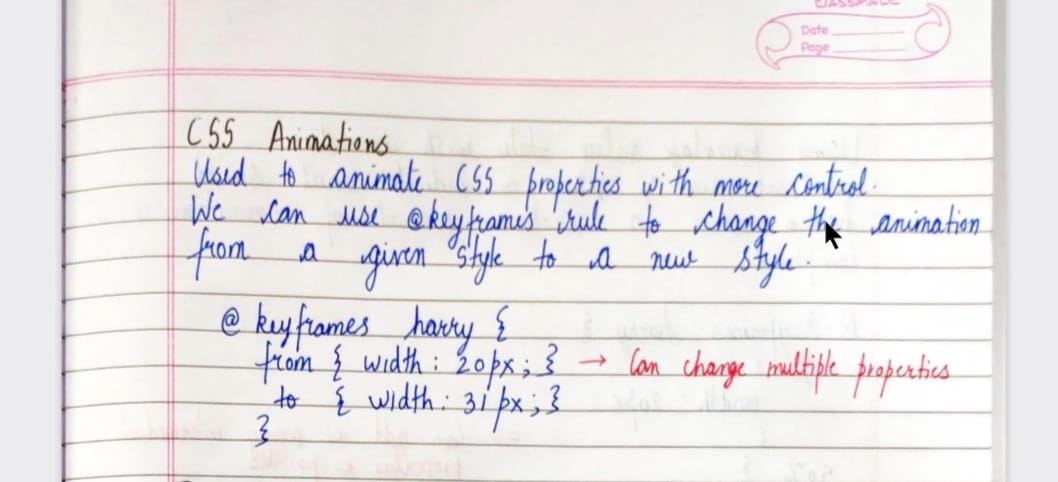 CLASSMATE
Date
Page
CSS Animations
Used to animate CSS properties with more control.
We can use @keyframes rule to change the animation
from a given style to a new style.
@ keyframes harry {
from { width : 20px ; } → Can change multiple properties
to { width : 31px ; }
}